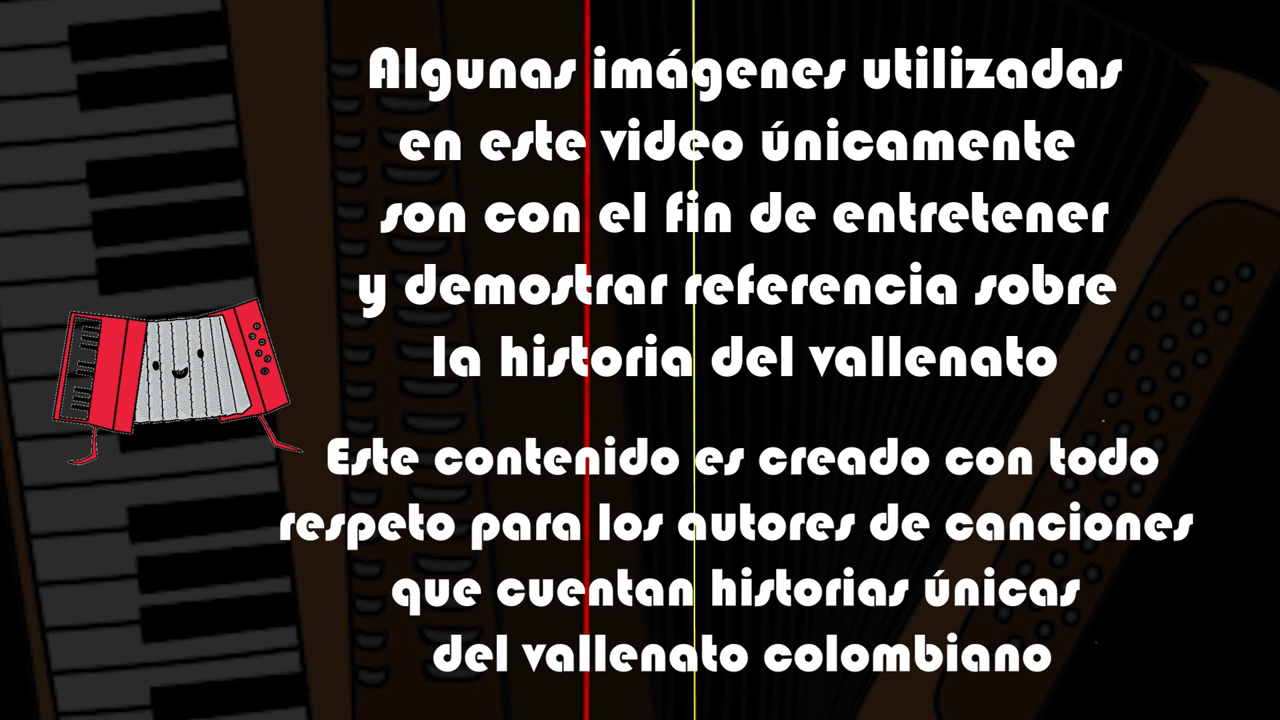 Algunas imágenes utilizadas
en este video únicamente
son con el fin de entretener
y demostrar referencia sobre
la historia del vallenato
Este contenido es creado con todo
respeto para los autores de canciones
que cuentan historias únicas
del vallenato colombiano